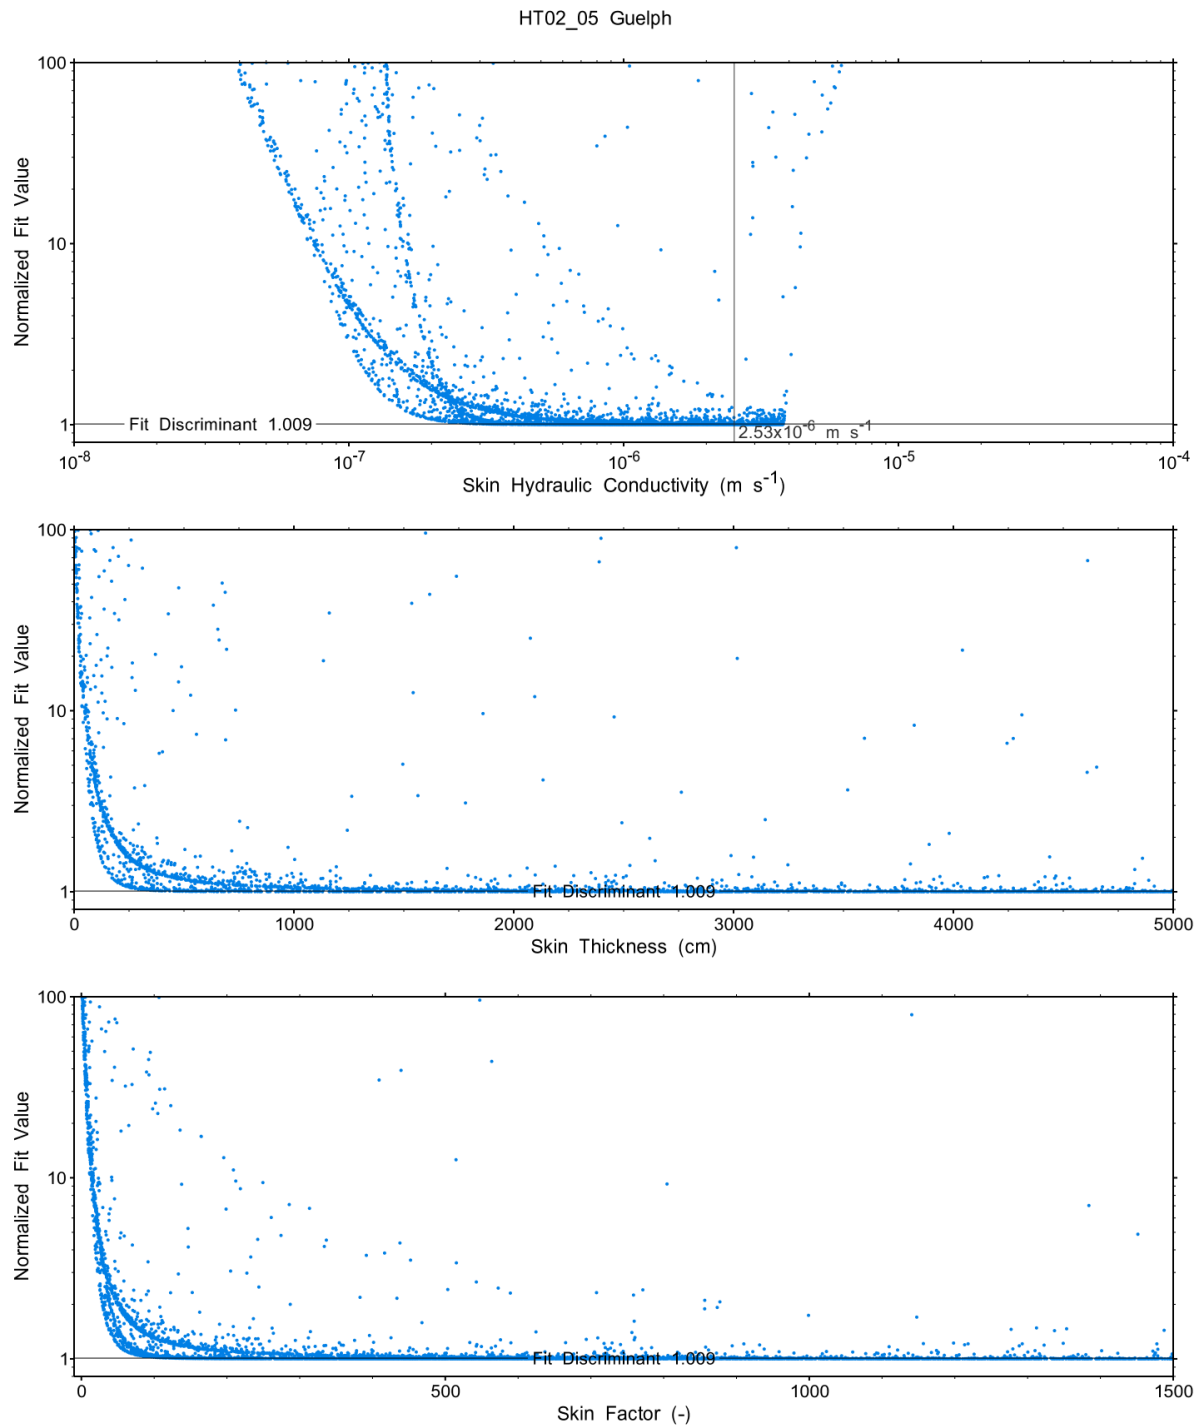 HT02_05 Guelph
100
10
1
Normalized Fit Value
Fit Discriminant 1.009
2.53x10-6 m s-1
10-8 10-7 10-6 10-5 10-4
Skin Hydraulic Conductivity (m s-1)
100
10
1
Normalized Fit Value
Fit Discriminant 1.009
0 1000 2000 3000 4000 5000
Skin Thickness (cm)
100
10
1
Normalized Fit Value
Fit Discriminant 1.009
0 500 1000 1500
Skin Factor (-)